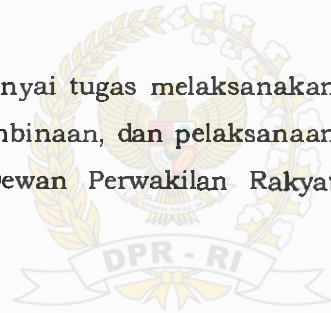 nyai tugas melaksanakan
nbinaan, dan pelaksanaan
Dewan Perwakilan Rakyat
DPR - RI